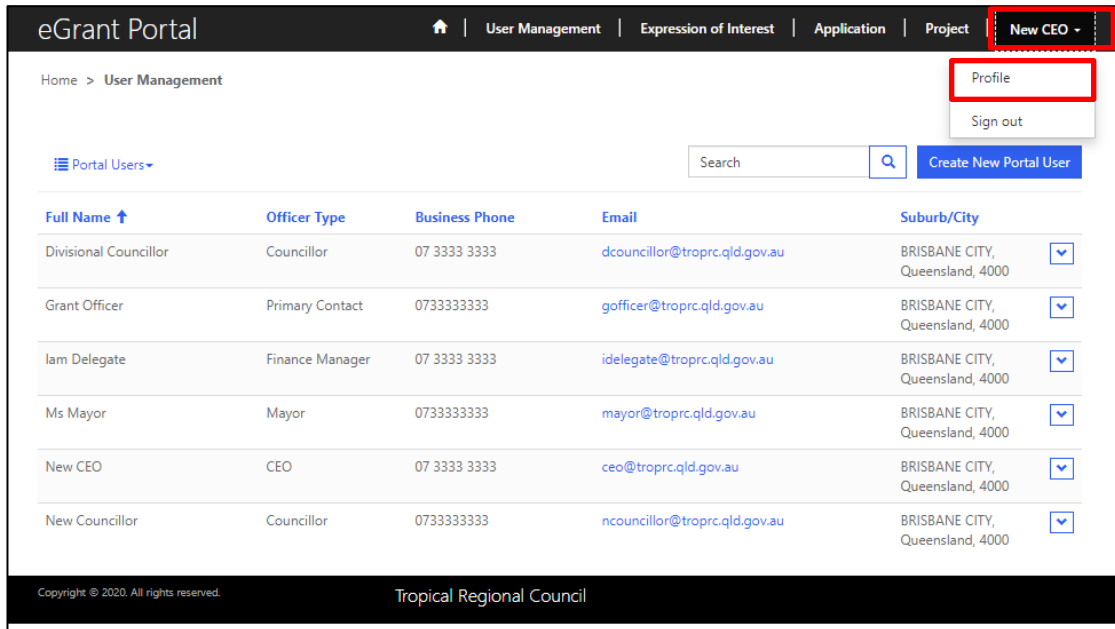 eGrant Portal
User Management | Expression of Interest | Application | Project | New CEO
Home > User Management
Profile
Sign out
Portal Users
Search
Create New Portal User
Full Name Officer Type Business Phone Email Suburb/City
Divisional Councillor Councillor 07 3333 3333 dcouncillor@troprc.qld.gov.au BRISBANE CITY,
Queensland, 4000
Grant Officer Primary Contact 0733333333 gofficer@troprc.qld.gov.au BRISBANE CITY,
Queensland, 4000
Iam Delegate Finance Manager 07 3333 3333 idelegate@troprc.qld.gov.au BRISBANE CITY,
Queensland, 4000
Ms Mayor Mayor 0733333333 mayor@troprc.qld.gov.au BRISBANE CITY,
Queensland, 4000
New CEO CEO 07 3333 3333 ceo@troprc.qld.gov.au BRISBANE CITY,
Queensland, 4000
New Councillor Councillor 0733333333 ncouncillor@troprc.qld.gov.au BRISBANE CITY,
Queensland, 4000
Copyright © 2020. All rights reserved.
Tropical Regional Council